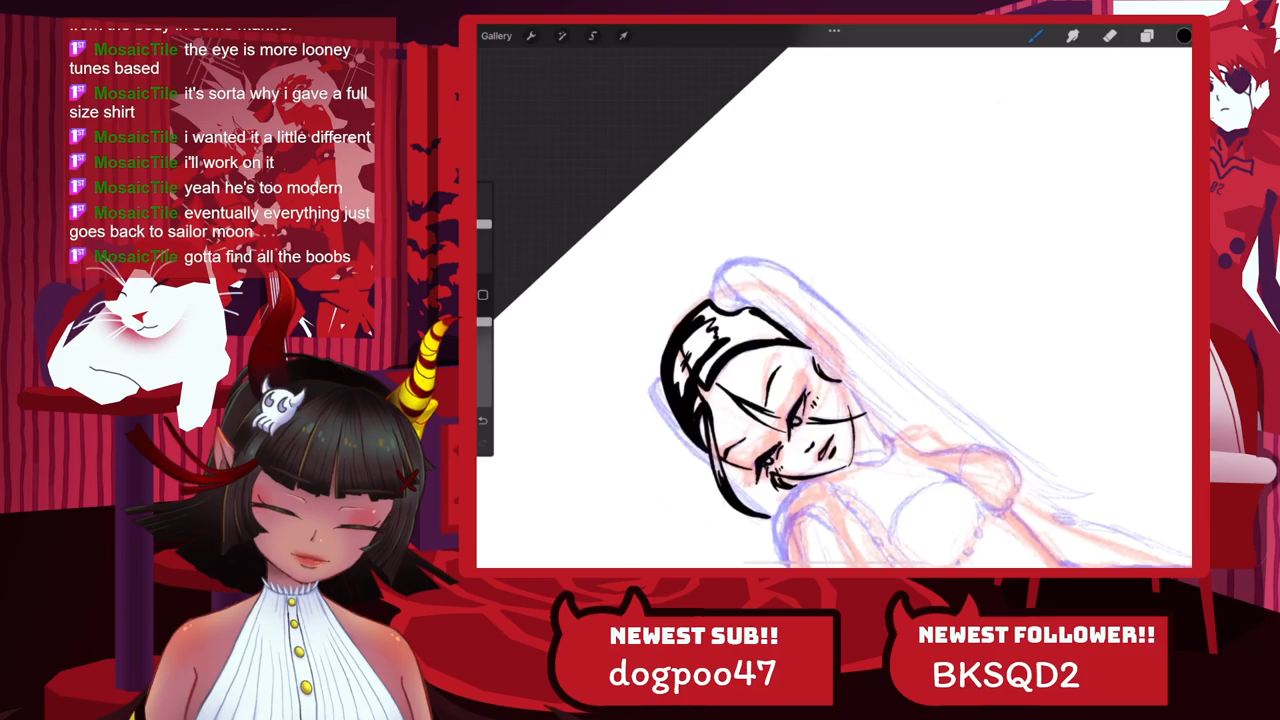 MosaicTile the eye is more looney
tunes based
MosaicTile it's sorta why i gave a full
size shirt
MosaicTile i wanted it a little different
MosaicTile i'll work on it
MosaicTile yeah he's too modern
MosaicTile eventually everything just
goes back to sailor moon
MosaicTile gotta find all the boobs
Gallery
02
NEWEST SUB!!
dogpoo47
NEWEST FOLLOWER!!
BKSQD2